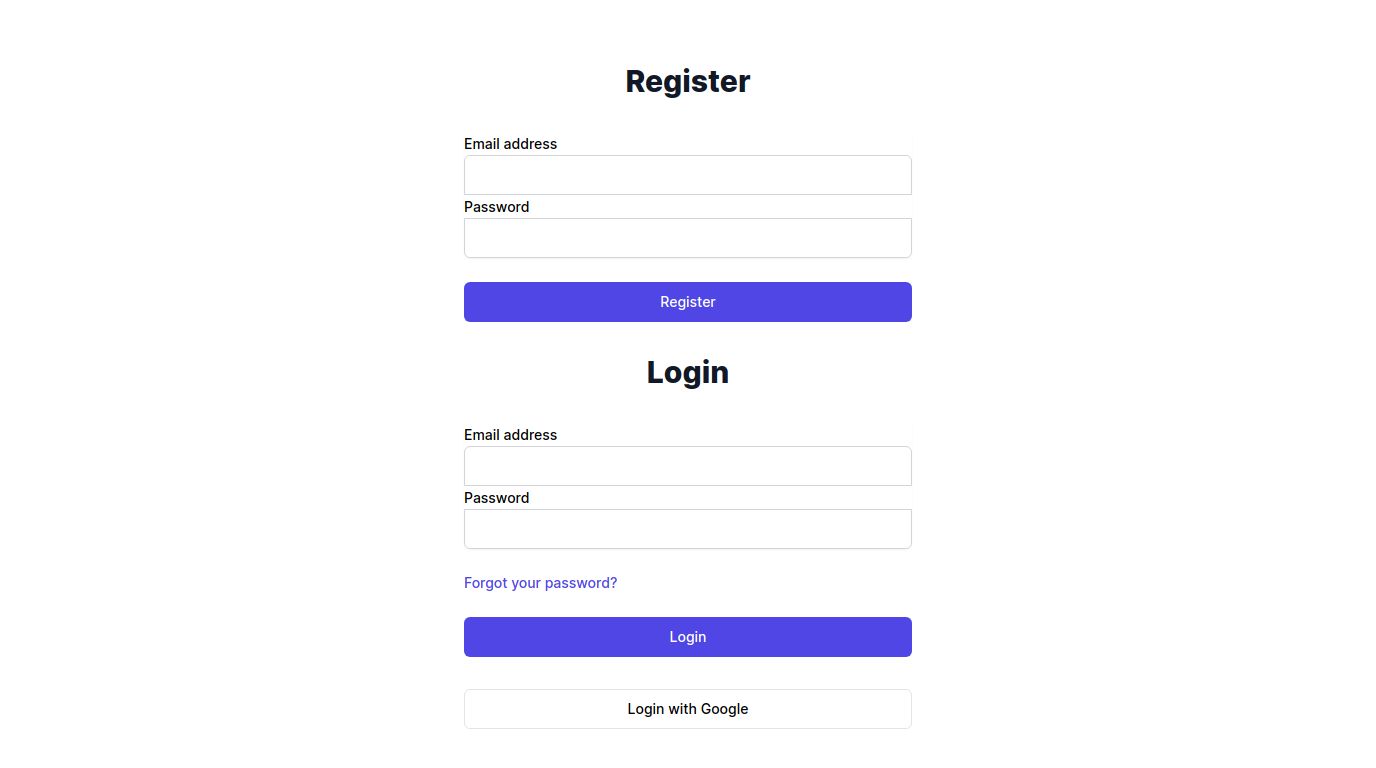 Register
Email address
Password
Register
Login
Email address
Password
Forgot your password?
Login
Login with Google